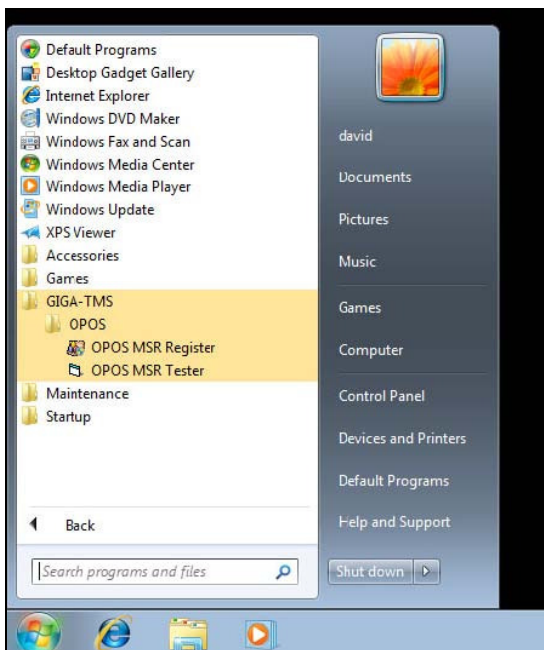 Default Programs
Desktop Gadget Gallery
Internet Explorer
Windows DVD Maker
Windows Fax and Scan
Windows Media Center
Windows Media Player
Windows Update
XPS Viewer
Accessories
Games
GIGA-TMS
OPOS
OPOS MSR Register
OPOS MSR Tester
Maintenance
Startup
Back
Search programs and files
david
Documents
Pictures
Music
Games
Computer
Control Panel
Devices and Printers
Default Programs
Help and Support
Shut down